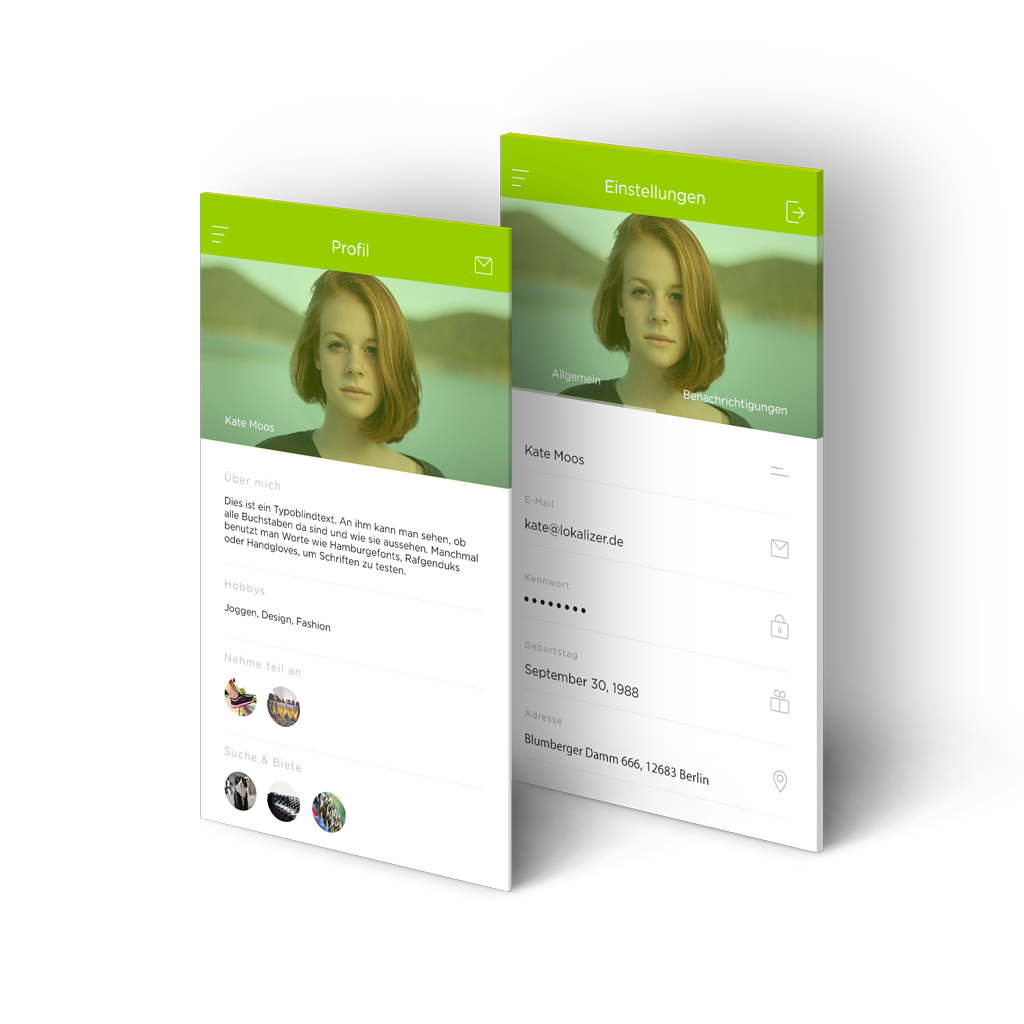 Profil
Kate Moos
Über mich
Dies ist ein Typoblindtext. An ihm kann man sehen, ob
alle Buchstaben da sind und wie sie aussehen. Manchmal
benutzt man Worte wie Hamburgefonts, Rafgenduks
oder Handgloves, um Schriften zu testen.
Hobbys
Joggen, Design, Fashion
Nehme teil an
Suche & Biete
Einstellungen
Allgemein
Benachrichtigungen
Kate Moos
E-Mail
kate@lokalizer.de
Kennwort
••••••••
Geburtstag
September 30, 1988
Adresse
Blumberger Damm 666, 12683 Berlin